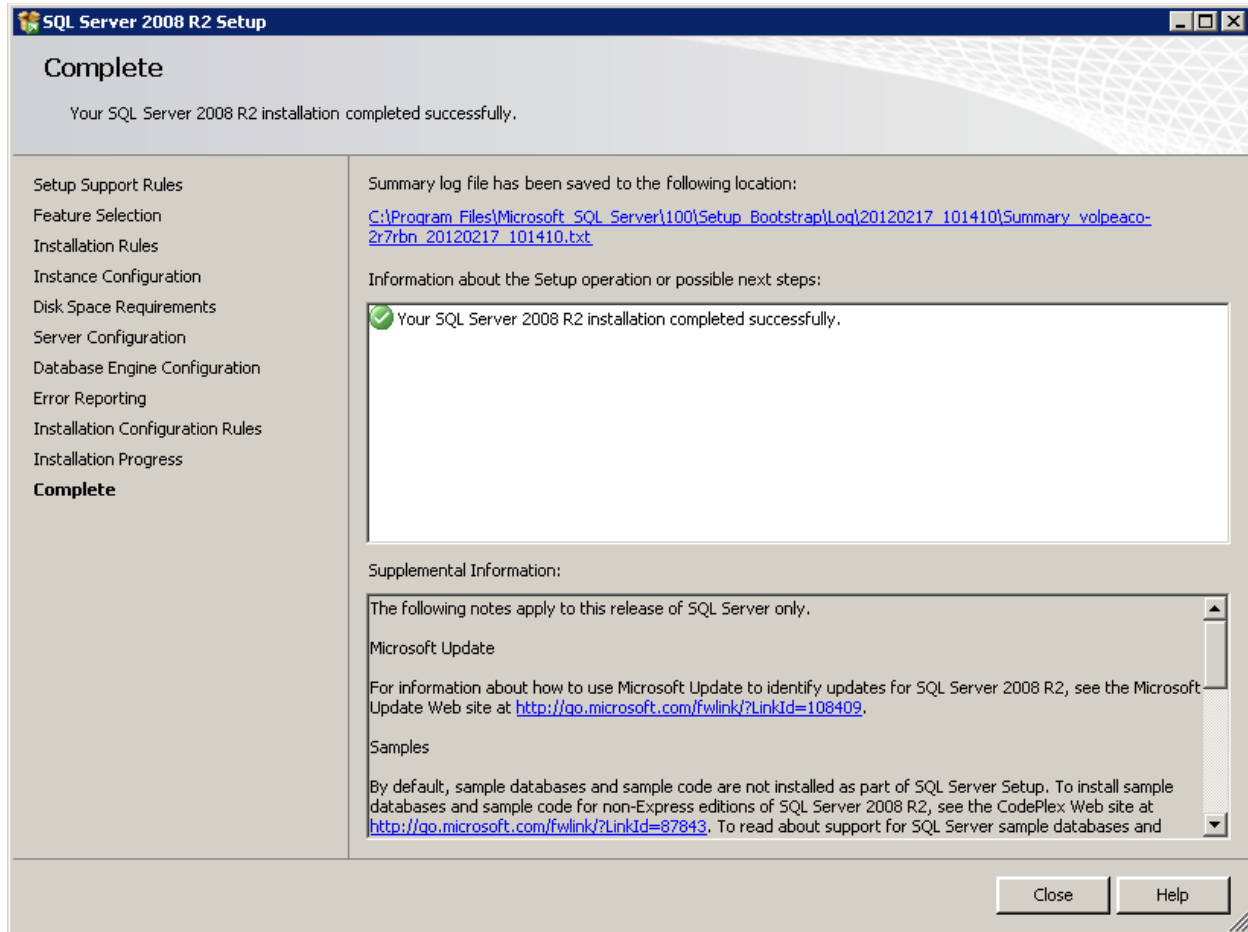 SQL Server 2008 R2 Setup
Complete
Your SQL Server 2008 R2 installation completed successfully.
Setup Support Rules
Feature Selection
Installation Rules
Instance Configuration
Disk Space Requirements
Server Configuration
Database Engine Configuration
Error Reporting
Installation Configuration Rules
Installation Progress
Complete
Summary log file has been saved to the following location:
C:\Program Files\Microsoft SQL Server\100\Setup Bootstrap\Log\20120217_101410\Summary_volpeaco-
2r7rbn_20120217_101410.txt
Information about the Setup operation or possible next steps:
Your SQL Server 2008 R2 installation completed successfully.
Supplemental Information:
The following notes apply to this release of SQL Server only.
Microsoft Update
For information about how to use Microsoft Update to identify updates for SQL Server 2008 R2, see the Microsoft
Update Web site at http://go.microsoft.com/fwlink/?LinkId=108409.
Samples
By default, sample databases and sample code are not installed as part of SQL Server Setup. To install sample
databases and sample code for non-Express editions of SQL Server 2008 R2, see the CodePlex Web site at
http://go.microsoft.com/fwlink/?LinkId=87843. To read about support for SQL Server sample databases and
Close
Help